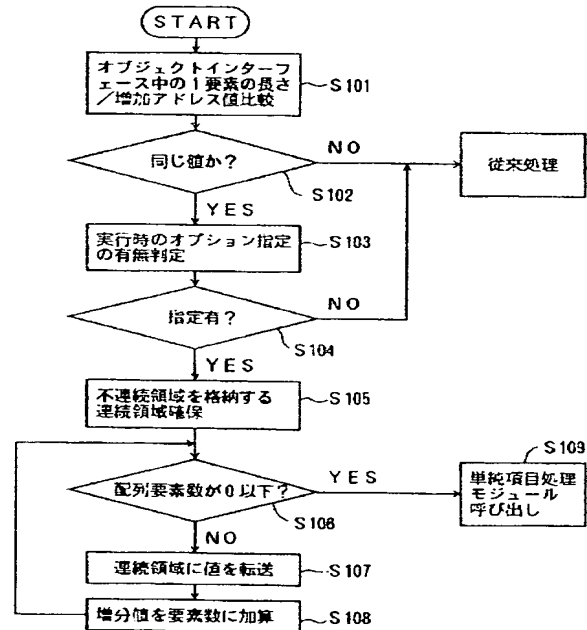 START
オブジェクトインターフ
ェース中の1要素の長さ
/増加アドレス値比較
S101
同じ値か?
NO
S102
従来処理
YES
実行時のオプション指定
の有無判定
S103
指定有?
NO
S104
YES
不連続領域を格納する
連続領域確保
S105
配列要素数が0以下?
YES
S106
S109
単純項目処理
モジュール
呼び出し
NO
連続領域に値を転送
S107
増分値を要素数に加算
S108